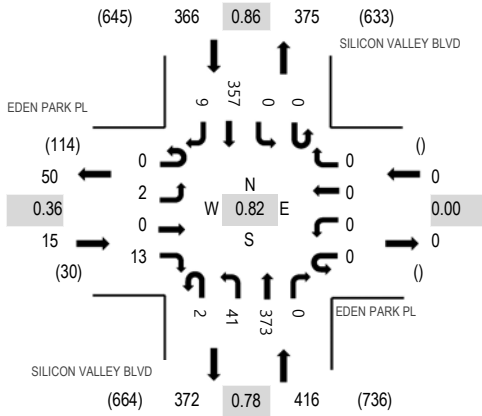 (645) 366 0.86 375 (633)
SILICON VALLEY BLVD
9 357 0 0
EDEN PARK PL
(114) 0 0 ()
50 0
2 N 0
0.36 W 0.82 E 0.00
0 S 0
15 0
13 0
(30) ()
2 41 373 0
EDEN PARK PL
SILICON VALLEY BLVD
(664) 372 0.78 416 (736)